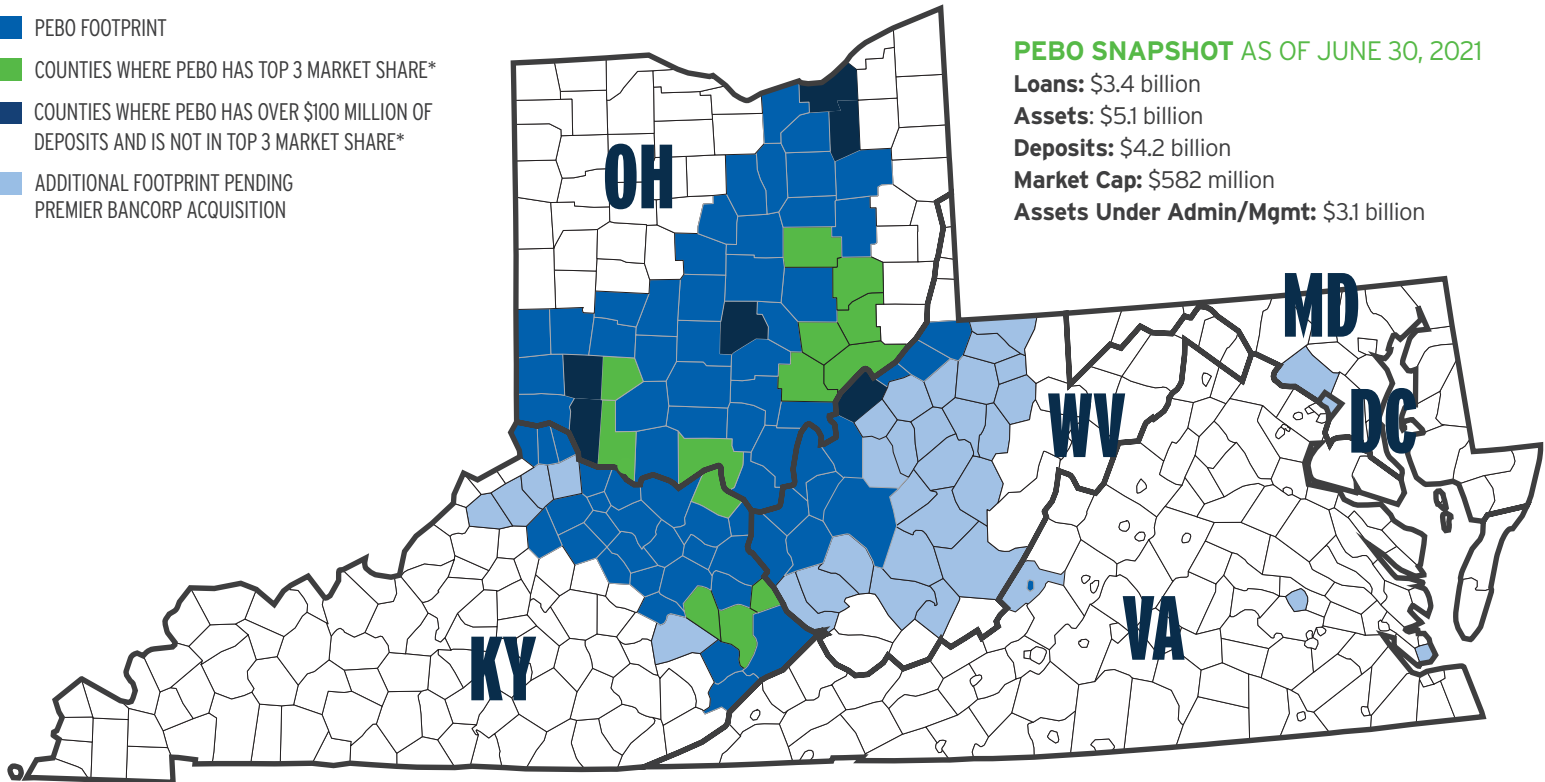 PEBO FOOTPRINT
COUNTIES WHERE PEBO HAS TOP 3 MARKET SHARE*
COUNTIES WHERE PEBO HAS OVER $100 MILLION OF
DEPOSITS AND IS NOT IN TOP 3 MARKET SHARE*
ADDITIONAL FOOTPRINT PENDING
PREMIER BANCORP ACQUISITION
PEBO SNAPSHOT AS OF JUNE 30, 2021
Loans: $3.4 billion
Assets: $5.1 billion
Deposits: $4.2 billion
Market Cap: $582 million
Assets Under Admin/Mgmt: $3.1 billion
OH
MD
WV
DC
VA
KY